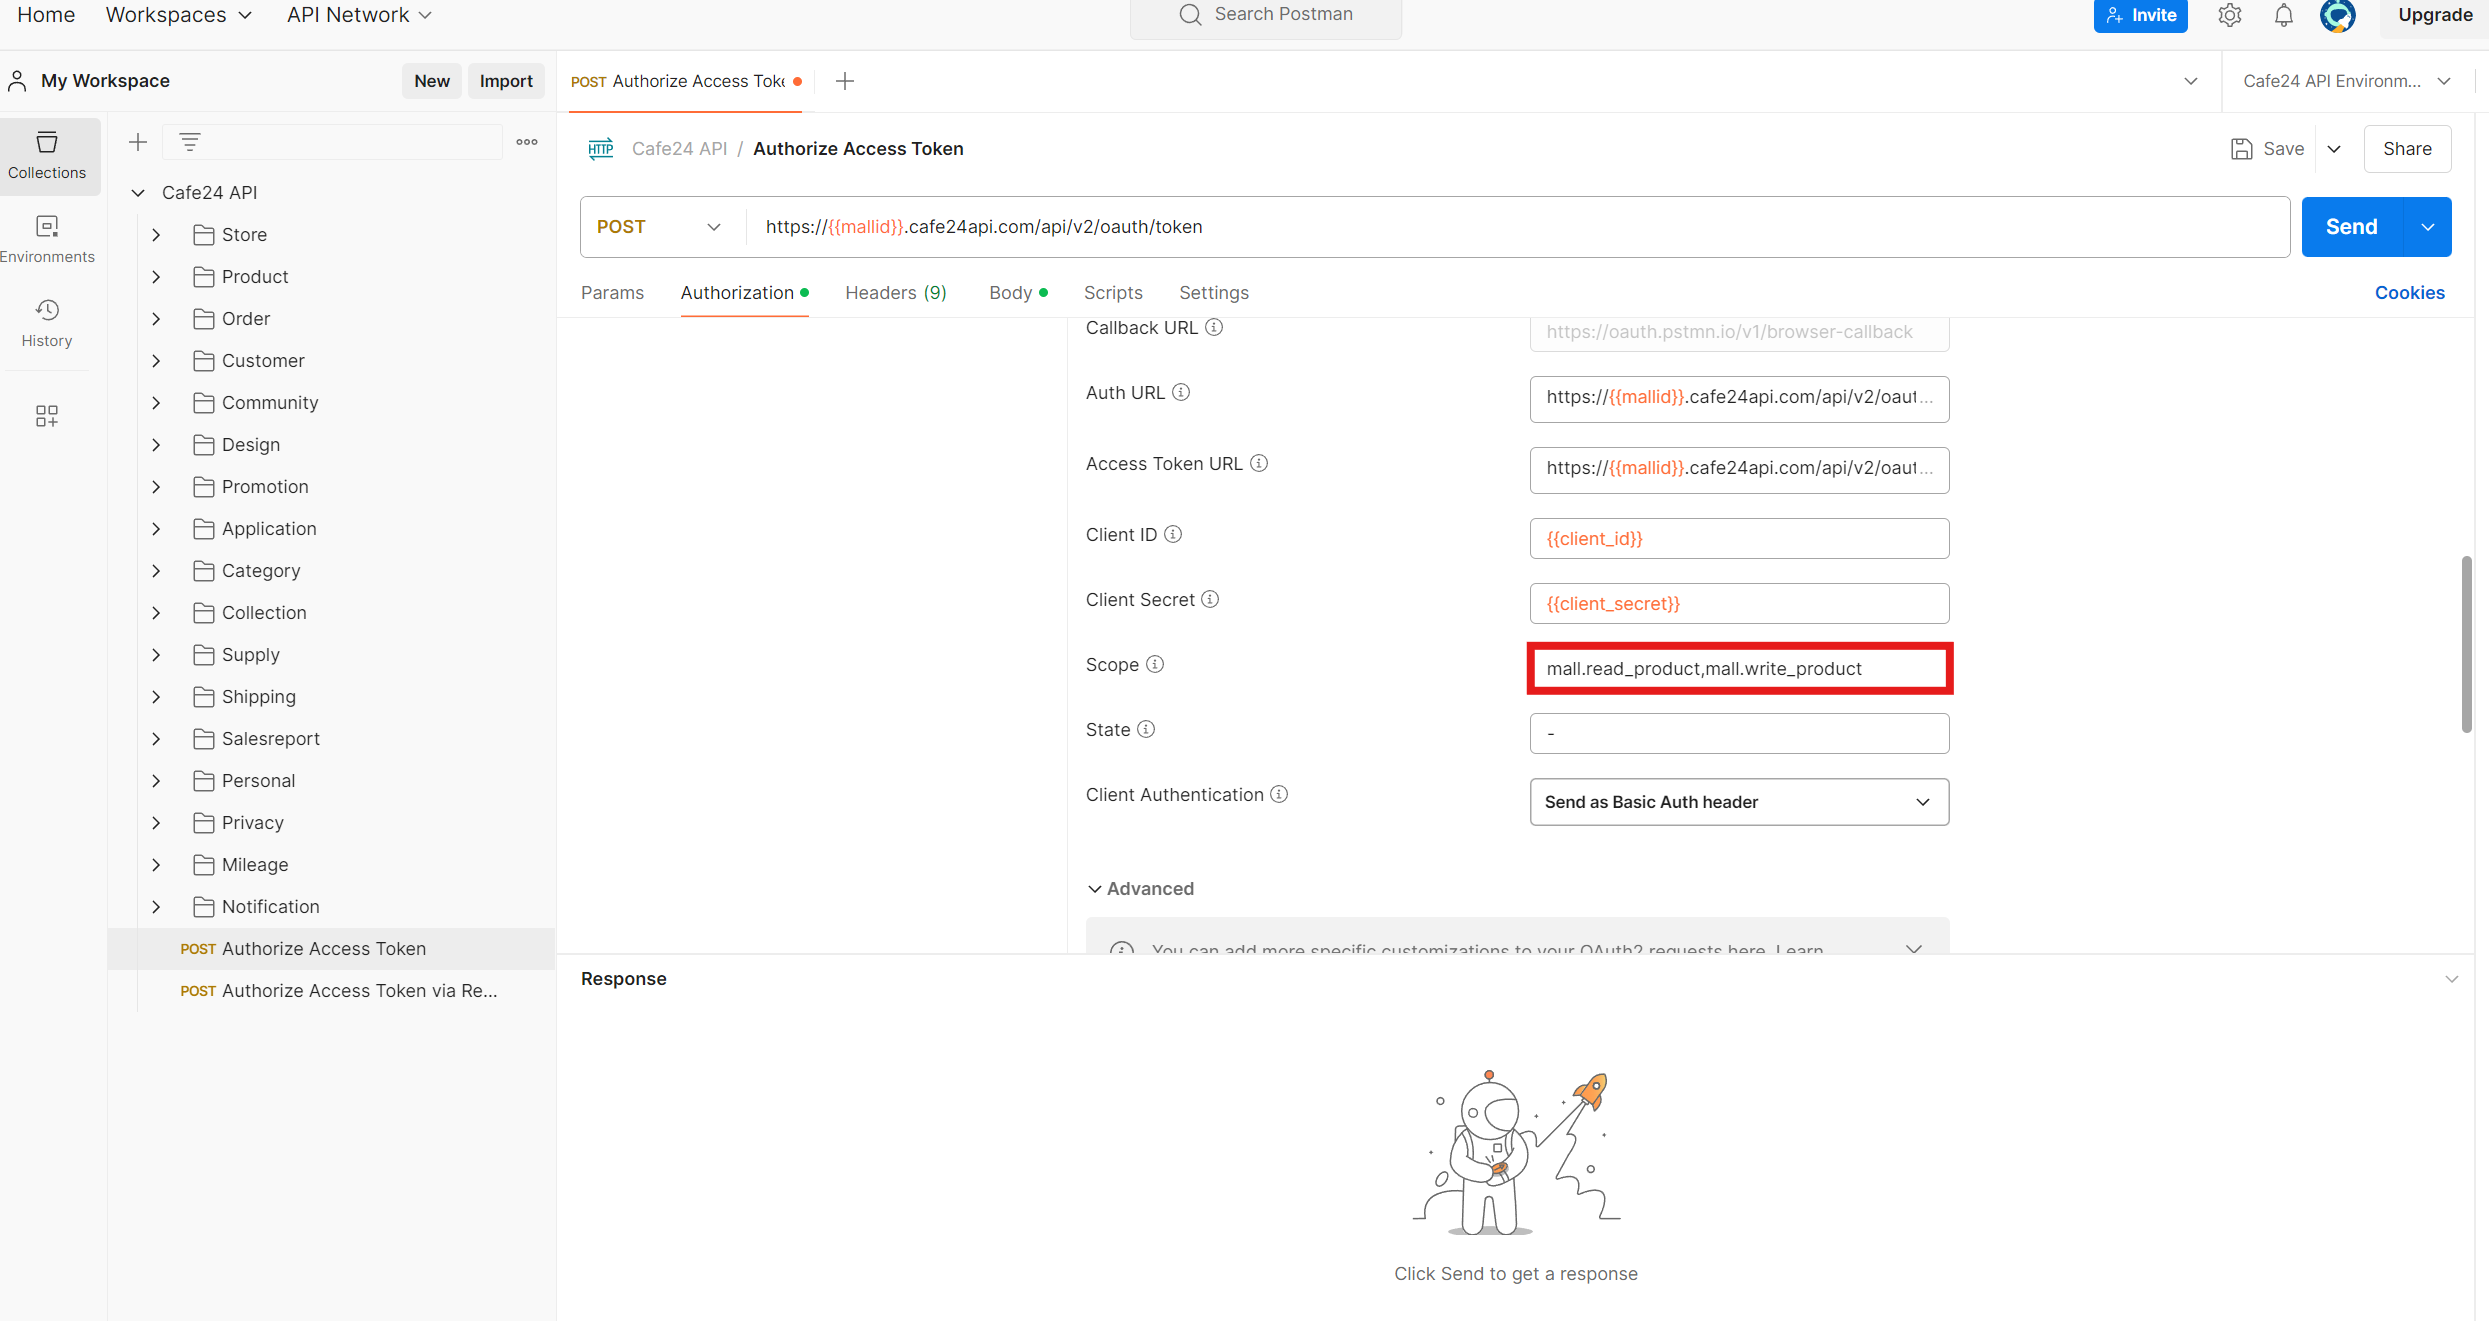 Home Workspaces API Network Search Postman Invite Upgrade
My Workspace New Import POST Authorize Access Toke Cafe24 API Environm...
Collections
Environments
History
Cafe24 API
Store
Product
Order
Customer
Community
Design
Promotion
Application
Category
Collection
Supply
Shipping
Salesreport
Personal
Privacy
Mileage
Notification
POST Authorize Access Token
POST Authorize Access Token via Re...
HTTP Cafe24 API / Authorize Access Token Save Share
POST https://{{mallid}}.cafe24api.com/api/v2/oauth/token Send
Params Authorization Headers (9) Body Scripts Settings Cookies
Callback URL https://oauth.pstmn.io/v1/browser-callback
Auth URL https://{{mallid}}.cafe24api.com/api/v2/oaut...
Access Token URL https://{{mallid}}.cafe24api.com/api/v2/oaut...
Client ID {{client_id}}
Client Secret {{client_secret}}
Scope mall.read_product,mall.write_product
State -
Client Authentication Send as Basic Auth header
Advanced
You can add more specific customizations to your OAuth2 requests here. Learn
Response
Click Send to get a response